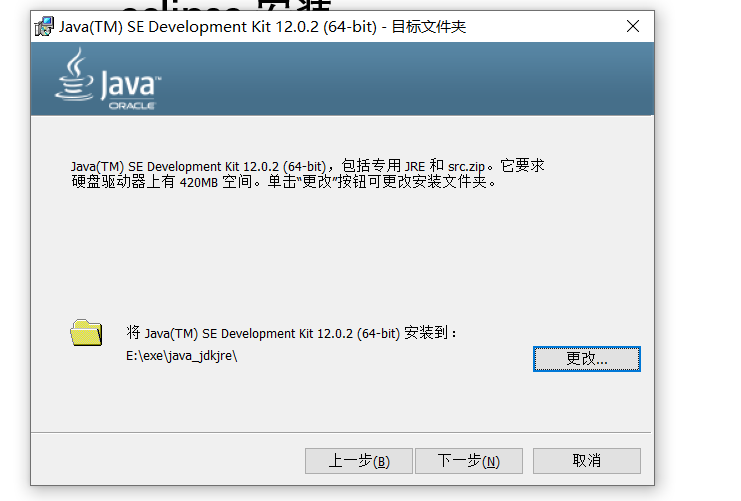 eclipse 安装
Java(TM) SE Development Kit 12.0.2 (64-bit) - 目标文件夹
Java™
ORACLE
Java(TM) SE Development Kit 12.0.2 (64-bit)，包括专用 JRE 和 src.zip。它要求
硬盘驱动器上有 420MB 空间。单击“更改”按钮可更改安装文件夹。
将 Java(TM) SE Development Kit 12.0.2 (64-bit) 安装到：
E:\exe\java_jdkjre\
更改...
上一步(B) 下一步(N) 取消